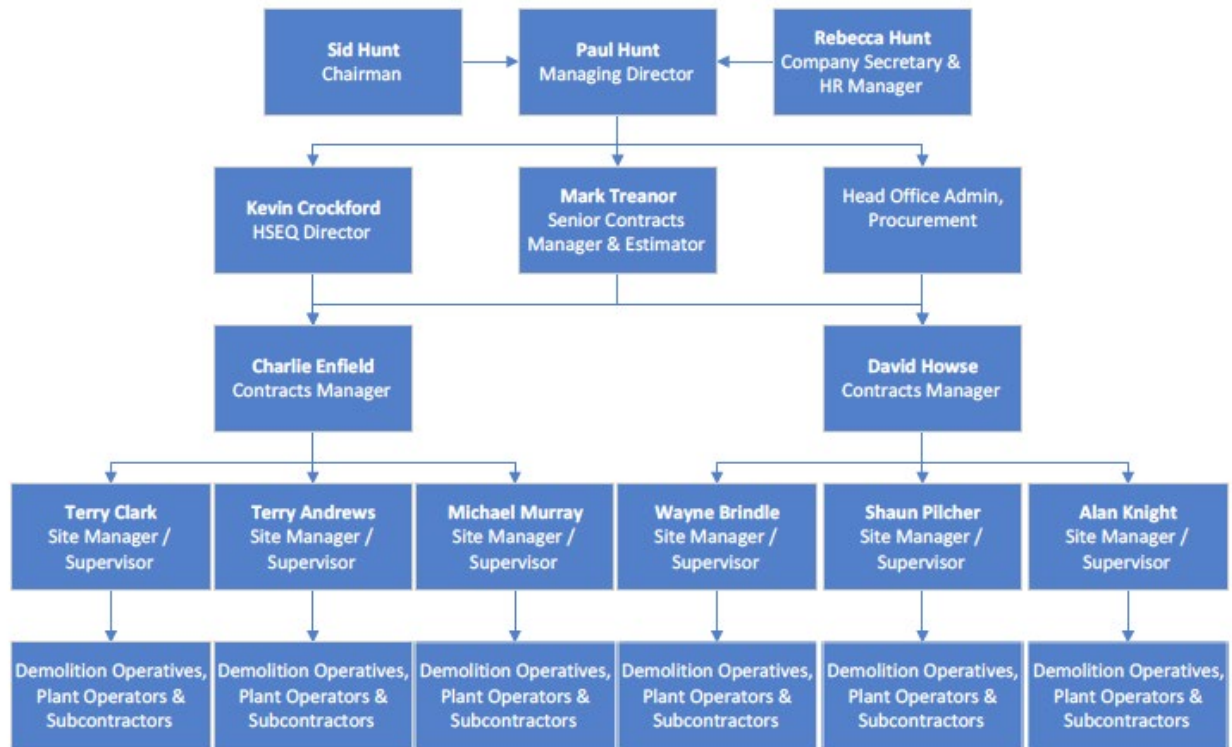 Sid Hunt
Chairman
Paul Hunt
Managing Director
Rebecca Hunt
Company Secretary &
HR Manager
Kevin Crockford
HSEQ Director
Mark Treanor
Senior Contracts
Manager & Estimator
Head Office Admin,
Procurement
Charlie Enfield
Contracts Manager
David Howse
Contracts Manager
Terry Clark
Site Manager /
Supervisor
Terry Andrews
Site Manager /
Supervisor
Michael Murray
Site Manager /
Supervisor
Wayne Brindle
Site Manager /
Supervisor
Shaun Pilcher
Site Manager /
Supervisor
Alan Knight
Site Manager /
Supervisor
Demolition Operatives,
Plant Operators &
Subcontractors
Demolition Operatives,
Plant Operators &
Subcontractors
Demolition Operatives,
Plant Operators &
Subcontractors
Demolition Operatives,
Plant Operators &
Subcontractors
Demolition Operatives,
Plant Operators &
Subcontractors
Demolition Operatives,
Plant Operators &
Subcontractors